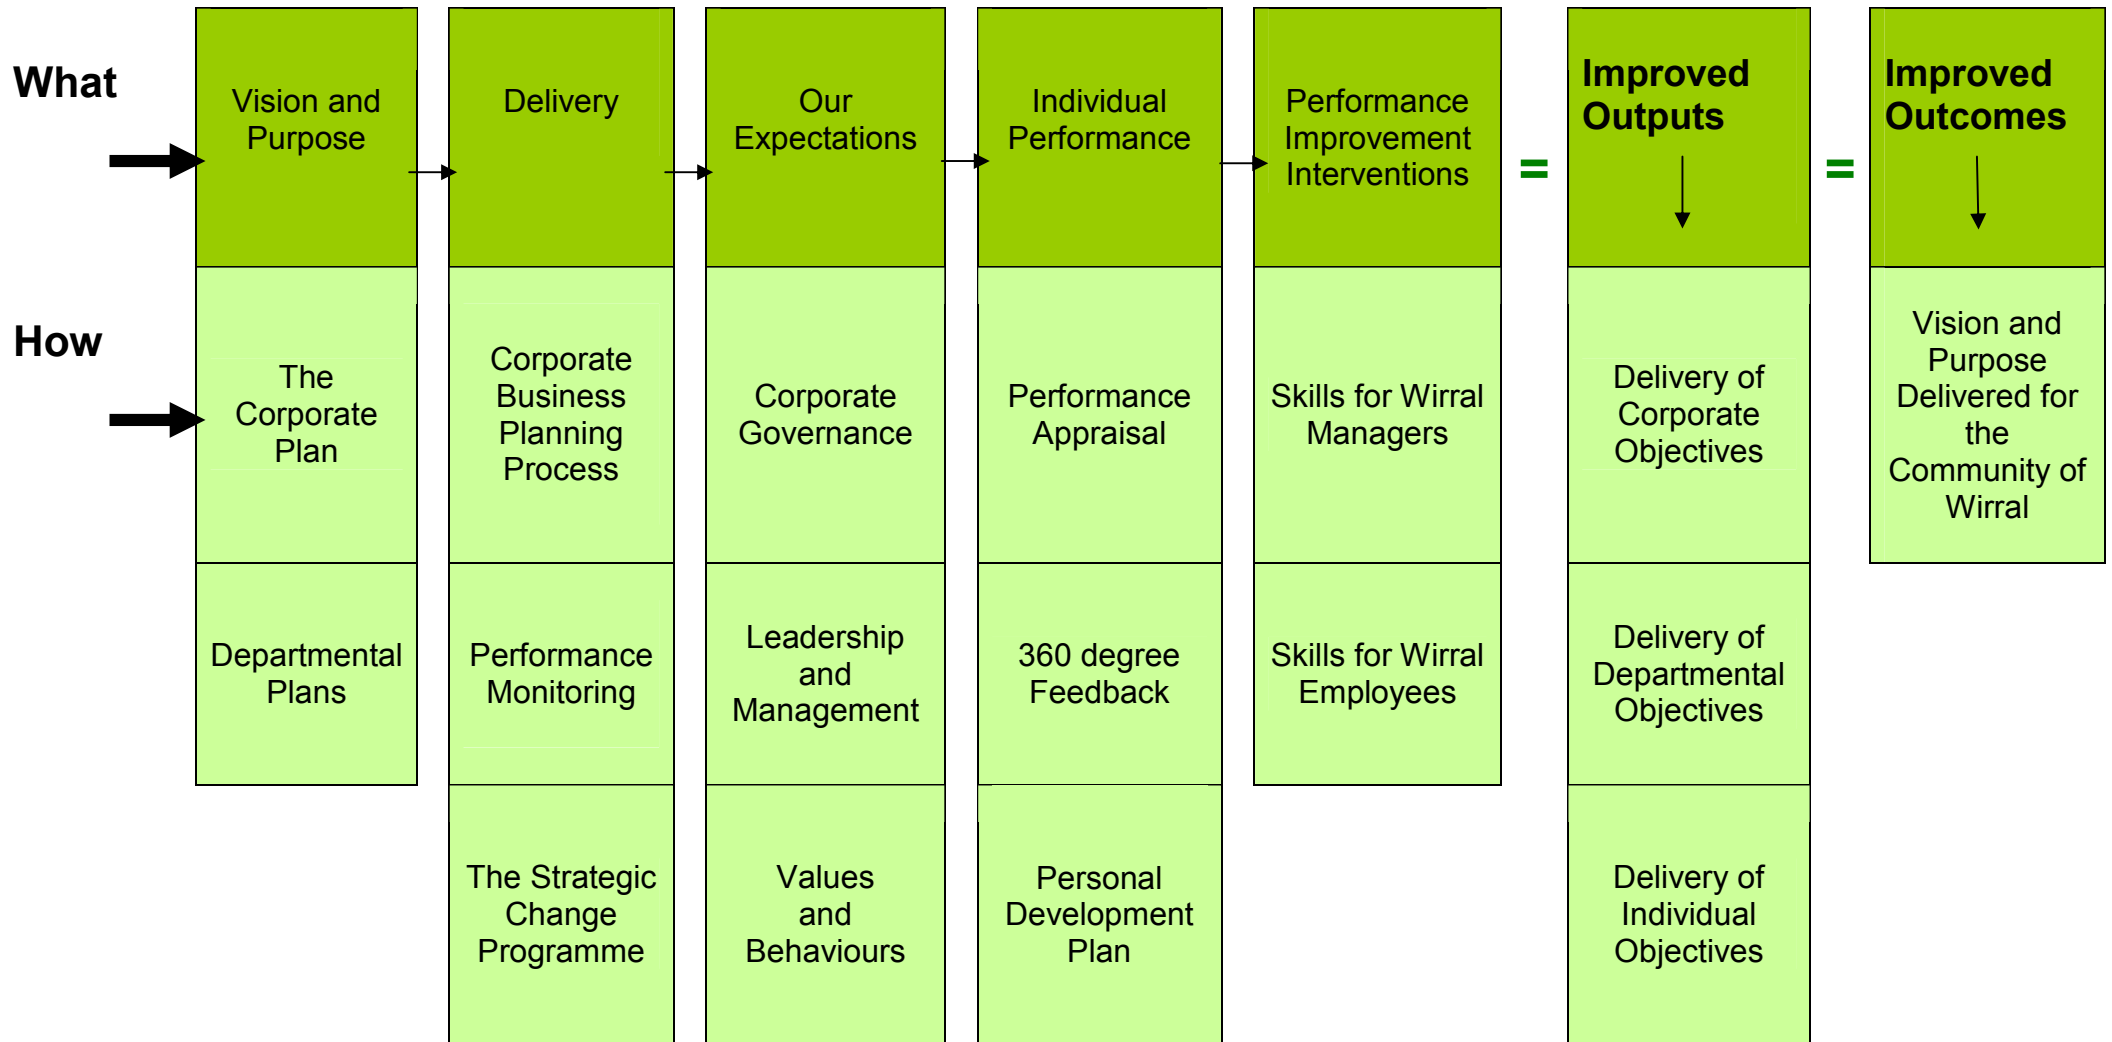 What
Vision and
Purpose
Delivery
Our
Expectations
Individual
Performance
Performance
Improvement
Interventions
=
Improved
Outputs
=
Improved
Outcomes
How
The
Corporate
Plan
Corporate
Business
Planning
Process
Corporate
Governance
Performance
Appraisal
Skills for Wirral
Managers
Delivery of
Corporate
Objectives
Vision and
Purpose
Delivered for
the
Community of
Wirral
Departmental
Plans
Performance
Monitoring
Leadership
and
Management
360 degree
Feedback
Skills for Wirral
Employees
Delivery of
Departmental
Objectives
The Strategic
Change
Programme
Values
and
Behaviours
Personal
Development
Plan
Delivery of
Individual
Objectives